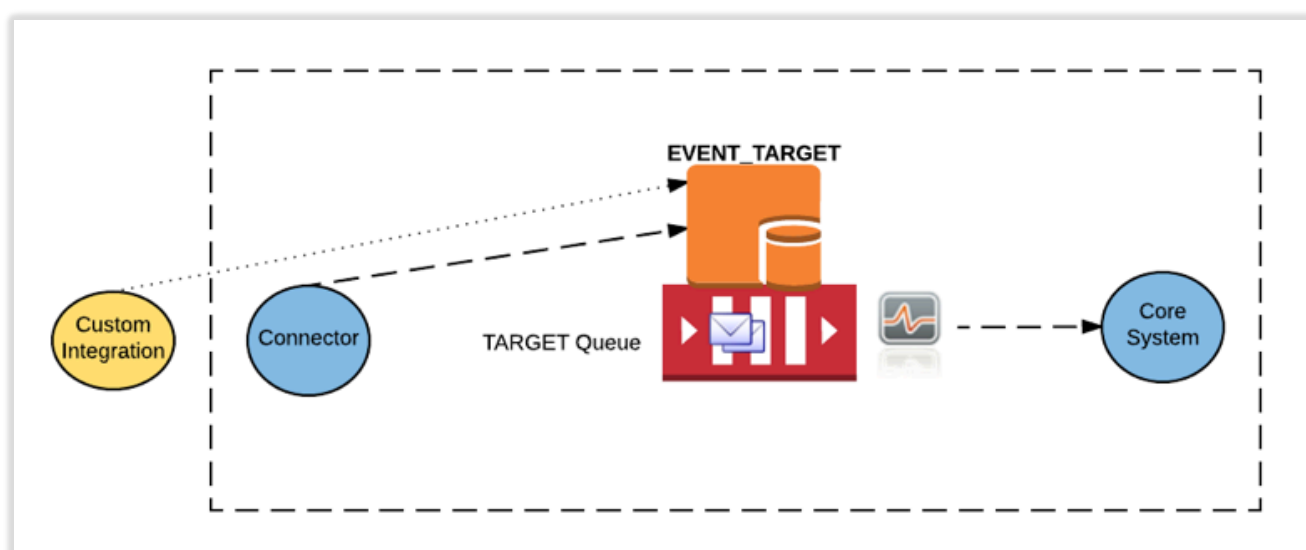 EVENT_TARGET
Custom
Integration
Connector
TARGET Queue
Core
System